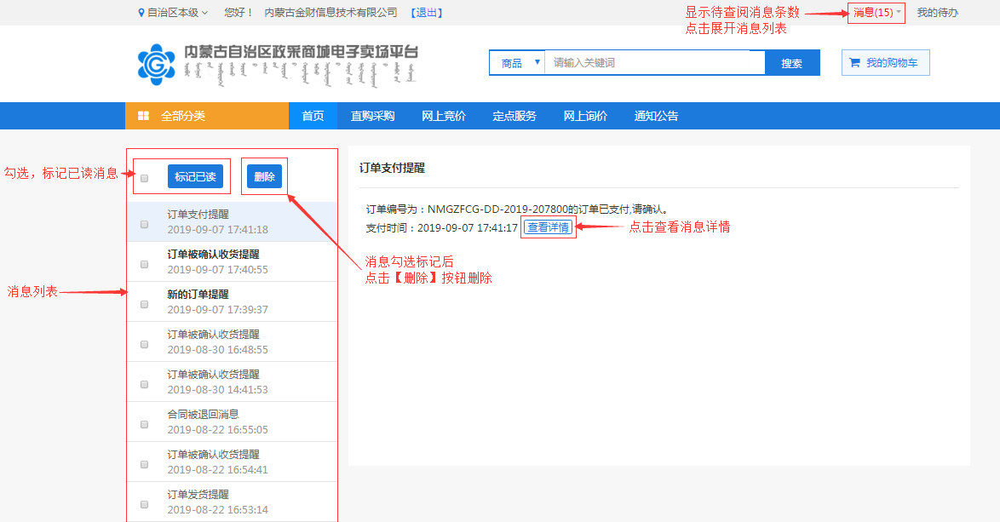 自治区本级 您好！ 内蒙古金财信息技术有限公司 【退出】
显示待查阅消息条数
点击展开消息列表
消息(15)
我的待办
内蒙古自治区政采商城电子卖场平台
商品
请输入关键词
搜索
我的购物车
全部分类
首页
直购采购
网上竞价
定点服务
网上询价
通知公告
勾选，标记已读消息
标记已读
删除
消息列表
订单支付提醒
2019-09-07 17:41:18
订单被确认收货提醒
2019-09-07 17:40:55
新的订单提醒
2019-09-07 17:39:37
订单被确认收货提醒
2019-08-30 16:48:55
订单被确认收货提醒
2019-08-30 14:41:53
合同被退回消息
2019-08-22 16:55:05
订单被确认收货提醒
2019-08-22 16:54:41
订单发货提醒
2019-08-22 16:53:14
订单支付提醒
订单编号为：NMGZFCG-DD-2019-207800的订单已支付,请确认。
支付时间：2019-09-07 17:41:17 查看详情
点击查看消息详情
消息勾选标记后
点击【删除】按钮删除